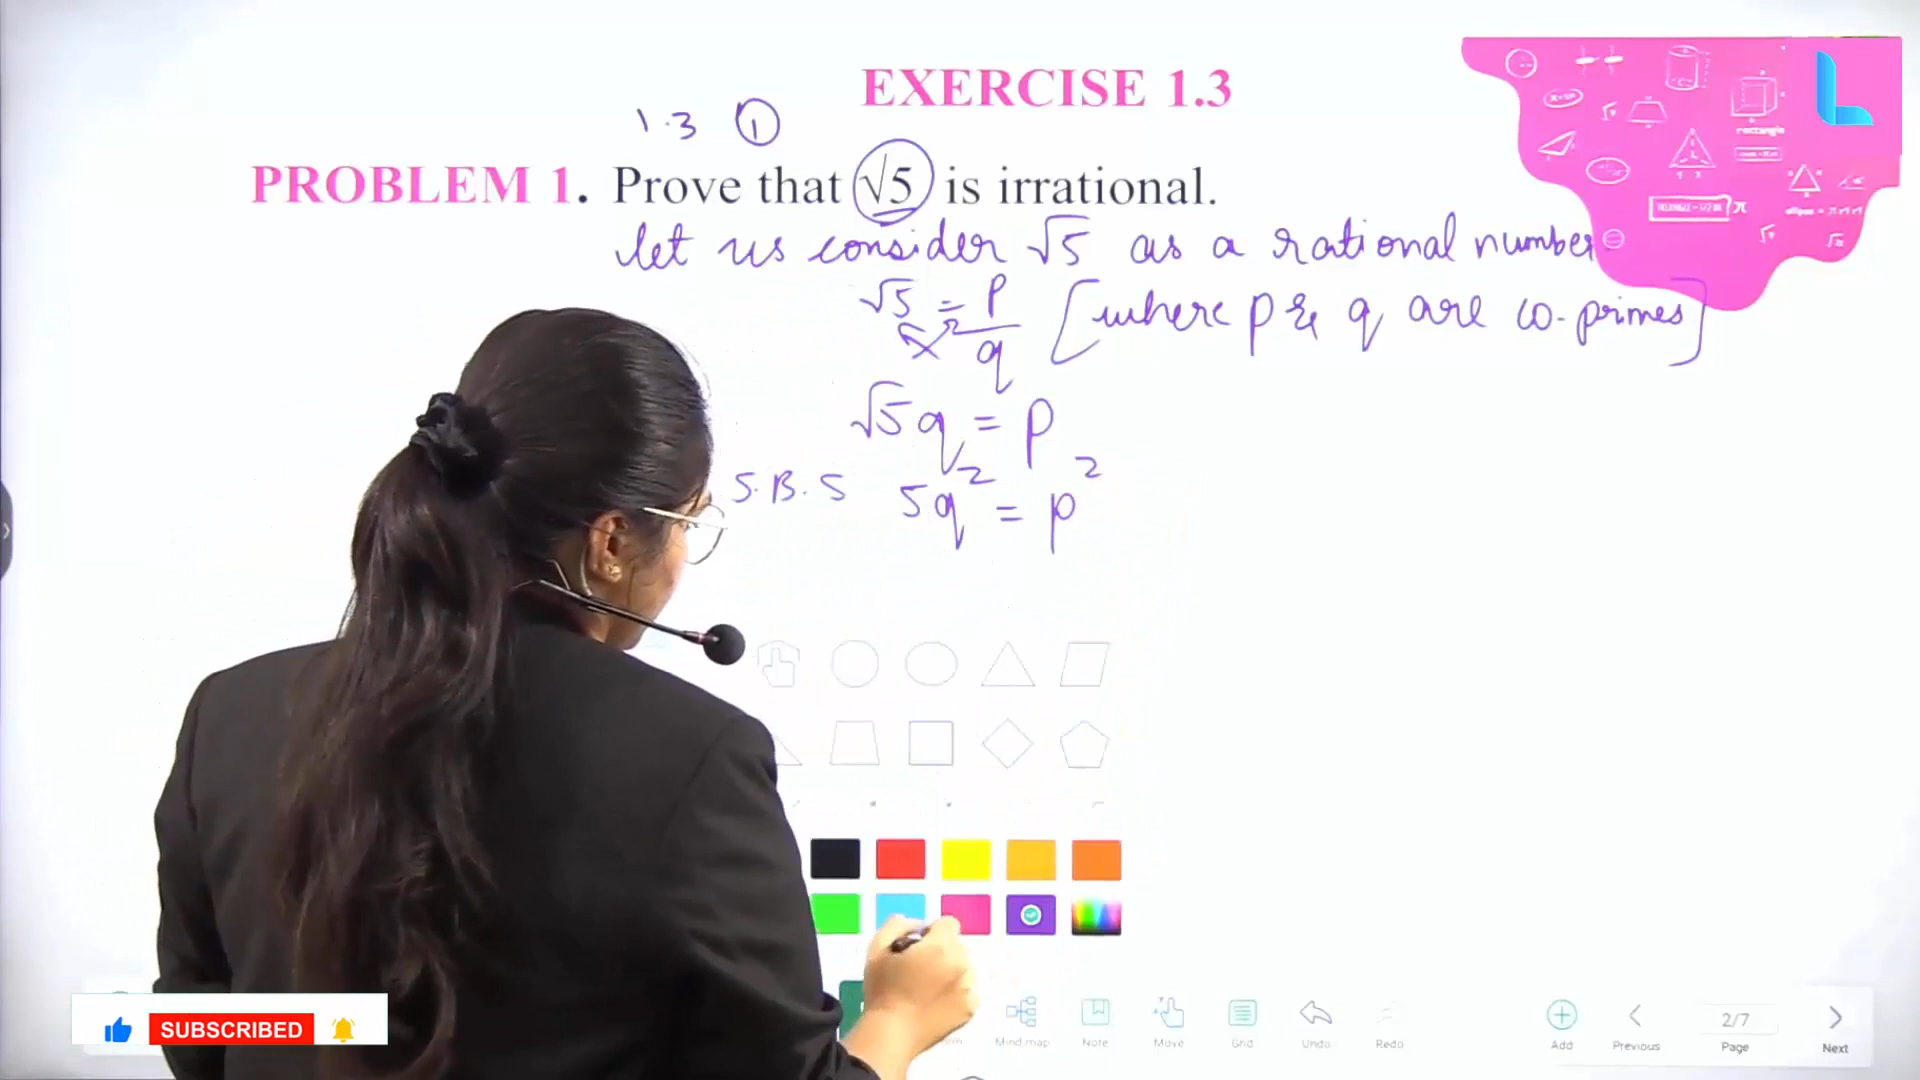 EXERCISE 1.3
1.3 ①
PROBLEM 1. Prove that √5 is irrational.
let us consider √5 as a rational number
√5 = p/q [where p & q are co-primes]
√5q = p
S.B.S 5q² = p²
SUBSCRIBED
Mind map
Note
Move
Grid
Undo
Redo
Add
Previous
2/7
Page
Next